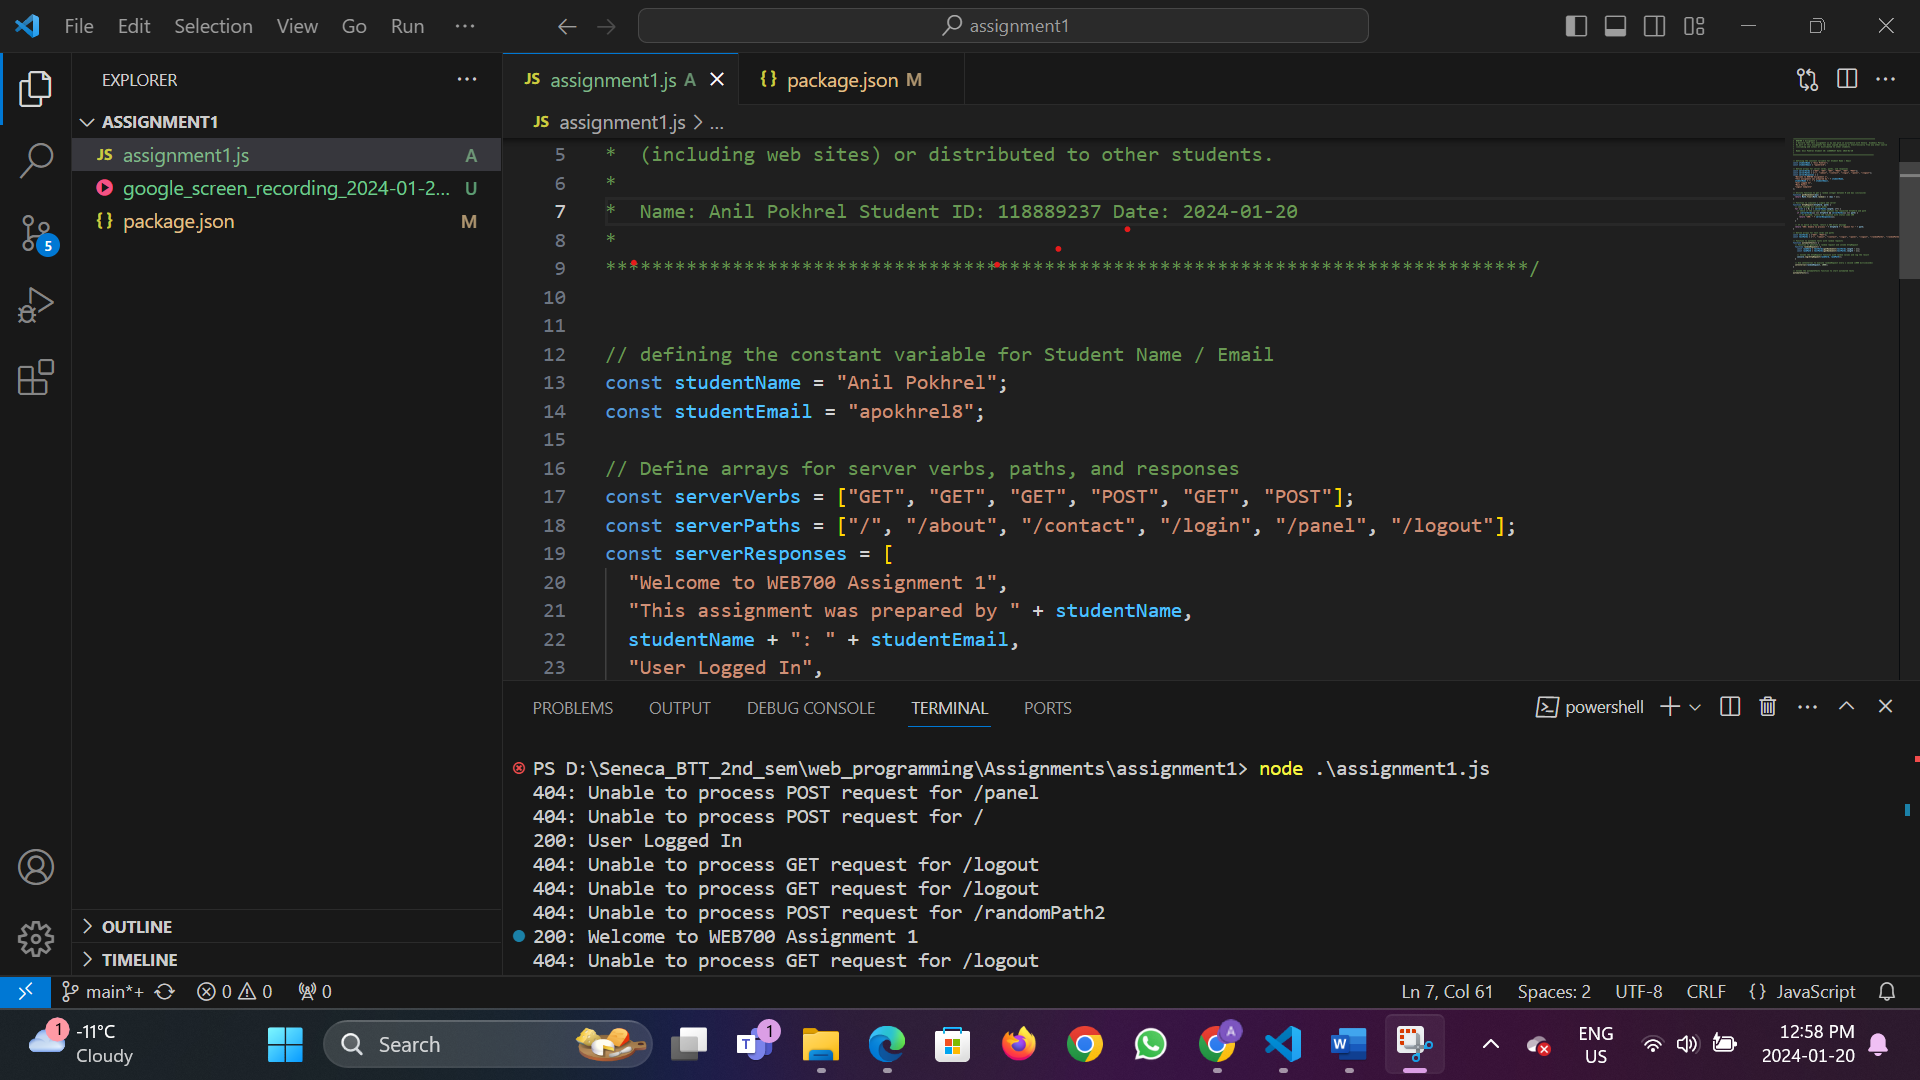 File Edit Selection View Go Run ...
assignment1
EXPLORER
ASSIGNMENT1
JS assignment1.js A
google_screen_recording_2024-01-2... U
{} package.json M
OUTLINE
TIMELINE
JS assignment1.js A
{} package.json M
JS assignment1.js > ...
5 * (including web sites) or distributed to other students.
6 *
7 * Name: Anil Pokhrel Student ID: 118889237 Date: 2024-01-20
8 *
9 ********************************************************************************/
10
11
12 // defining the constant variable for Student Name / Email
13 const studentName = "Anil Pokhrel";
14 const studentEmail = "apokhrel8";
15
16 // Define arrays for server verbs, paths, and responses
17 const serverVerbs = ["GET", "GET", "GET", "POST", "GET", "POST"];
18 const serverPaths = ["/", "/about", "/contact", "/login", "/panel", "/logout"];
19 const serverResponses = [
20 "Welcome to WEB700 Assignment 1",
21 "This assignment was prepared by " + studentName,
22 studentName + ": " + studentEmail,
23 "User Logged In",
PROBLEMS OUTPUT DEBUG CONSOLE TERMINAL PORTS
powershell
PS D:\Seneca_BTT_2nd_sem\web_programming\Assignments\assignment1> node .\assignment1.js
404: Unable to process POST request for /panel
404: Unable to process POST request for /
200: User Logged In
404: Unable to process GET request for /logout
404: Unable to process GET request for /logout
404: Unable to process POST request for /randomPath2
200: Welcome to WEB700 Assignment 1
404: Unable to process GET request for /logout
5
main*+ 0 0 0
Ln 7, Col 61 Spaces: 2 UTF-8 CRLF {} JavaScript
1
-11°C
Cloudy
Search
T
1
A
W
ENG
US
12:58 PM
2024-01-20